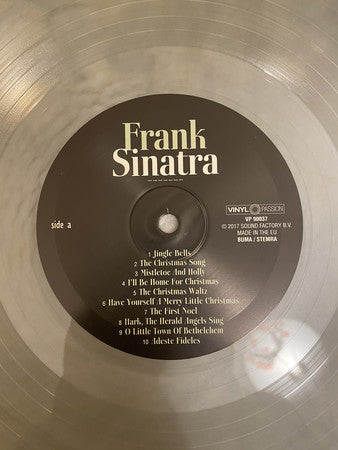 Frank
Sinatra
side a
VINYL PASSION
VP 90037
© 2017 SOUND FACTORY B.V.
MADE IN THE EU
BUMA / STEMRA
1 Jingle Bells
2 The Christmas Song
3 Mistletoe And Holly
4 I'll Be Home For Christmas
5 The Christmas Waltz
6 Have Yourself A Merry Little Christmas
7 The First Noel
8 Hark, The Herald Angels Sing
9 O Little Town Of Bethelehem
10 Adeste Fideles